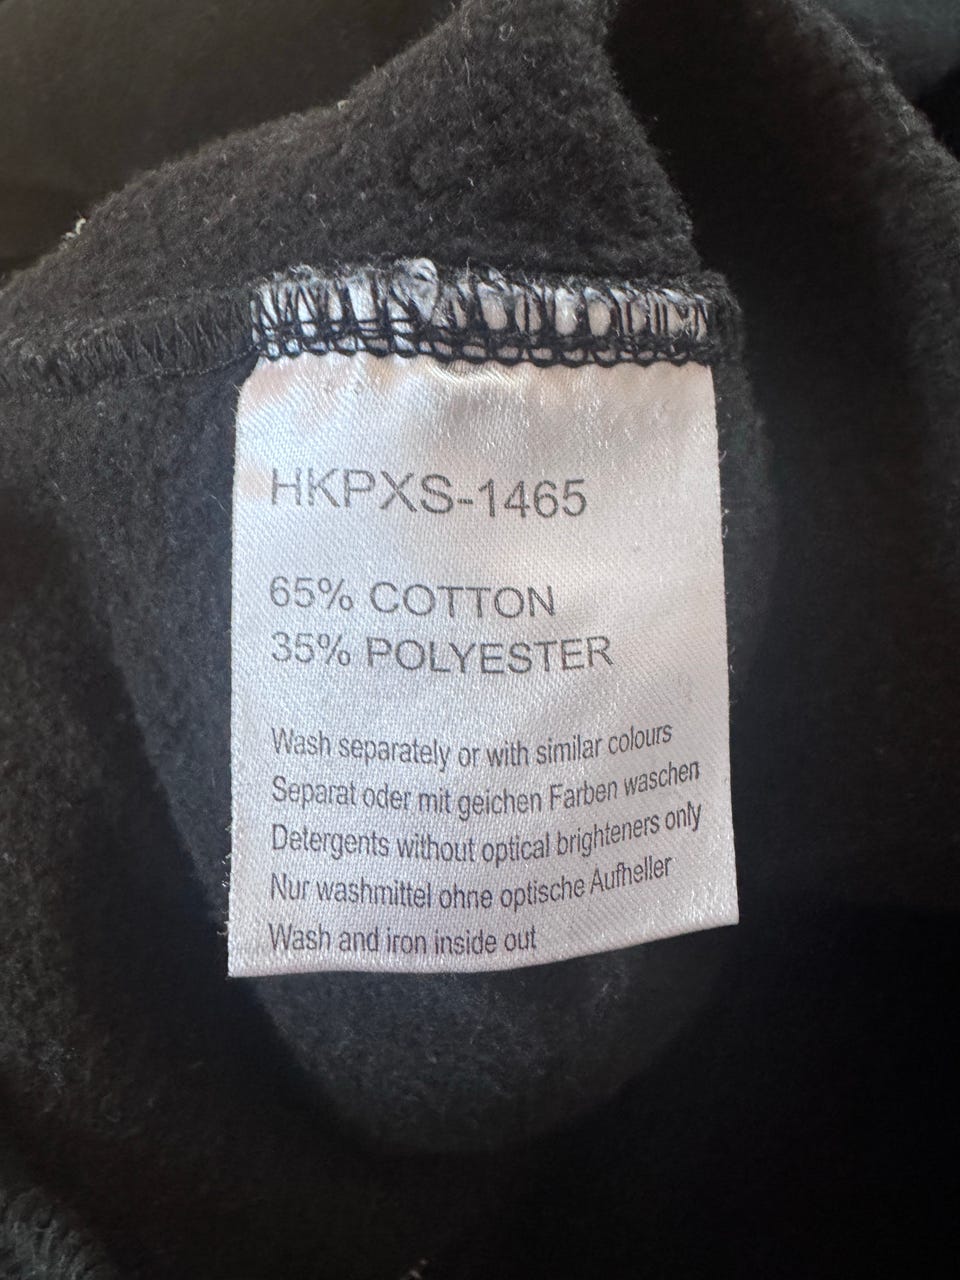 HKPXS-1465
65% COTTON
35% POLYESTER
Wash separately or with similar colours
Separat oder mit geichen Farben waschen
Detergents without optical brighteners only
Nur washmittel ohne optische Aufheller
Wash and iron inside out